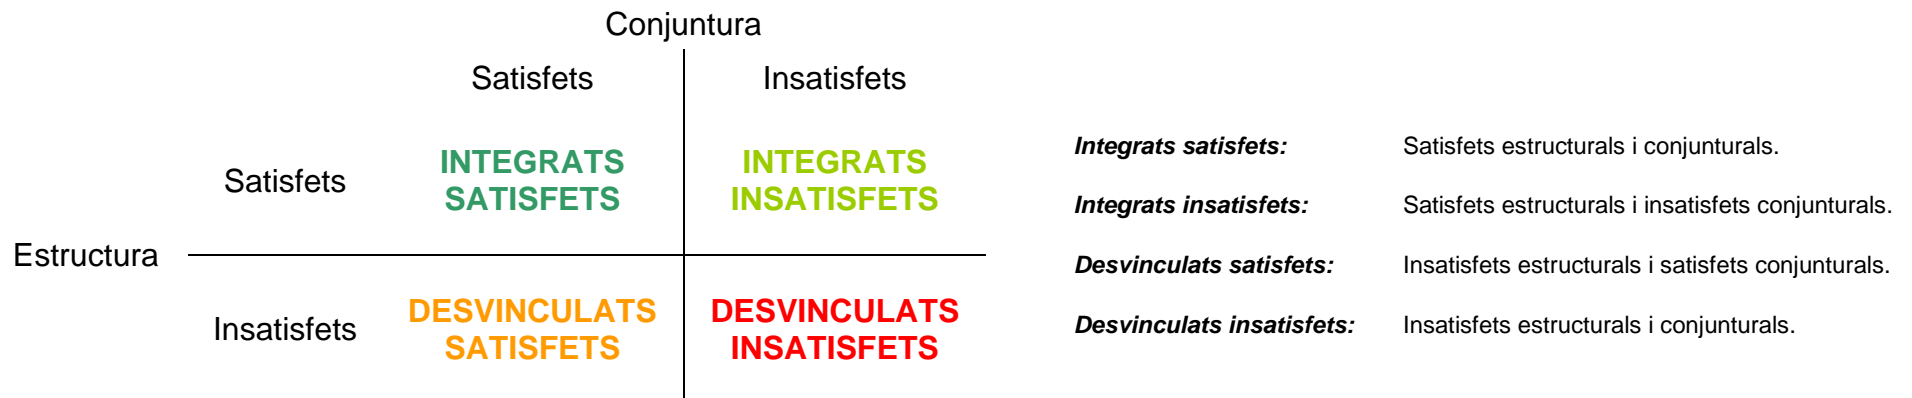 Conjuntura
Satisfets Insatisfets
Satisfets
INTEGRATS
SATISFETS
INTEGRATS
INSATISFETS
Estructura
Insatisfets
DESVINCULATS
SATISFETS
DESVINCULATS
INSATISFETS
Integrats satisfets: Satisfets estructurals i conjunturals.
Integrats insatisfets: Satisfets estructurals i insatisfets conjunturals.
Desvinculats satisfets: Insatisfets estructurals i satisfets conjunturals.
Desvinculats insatisfets: Insatisfets estructurals i conjunturals.